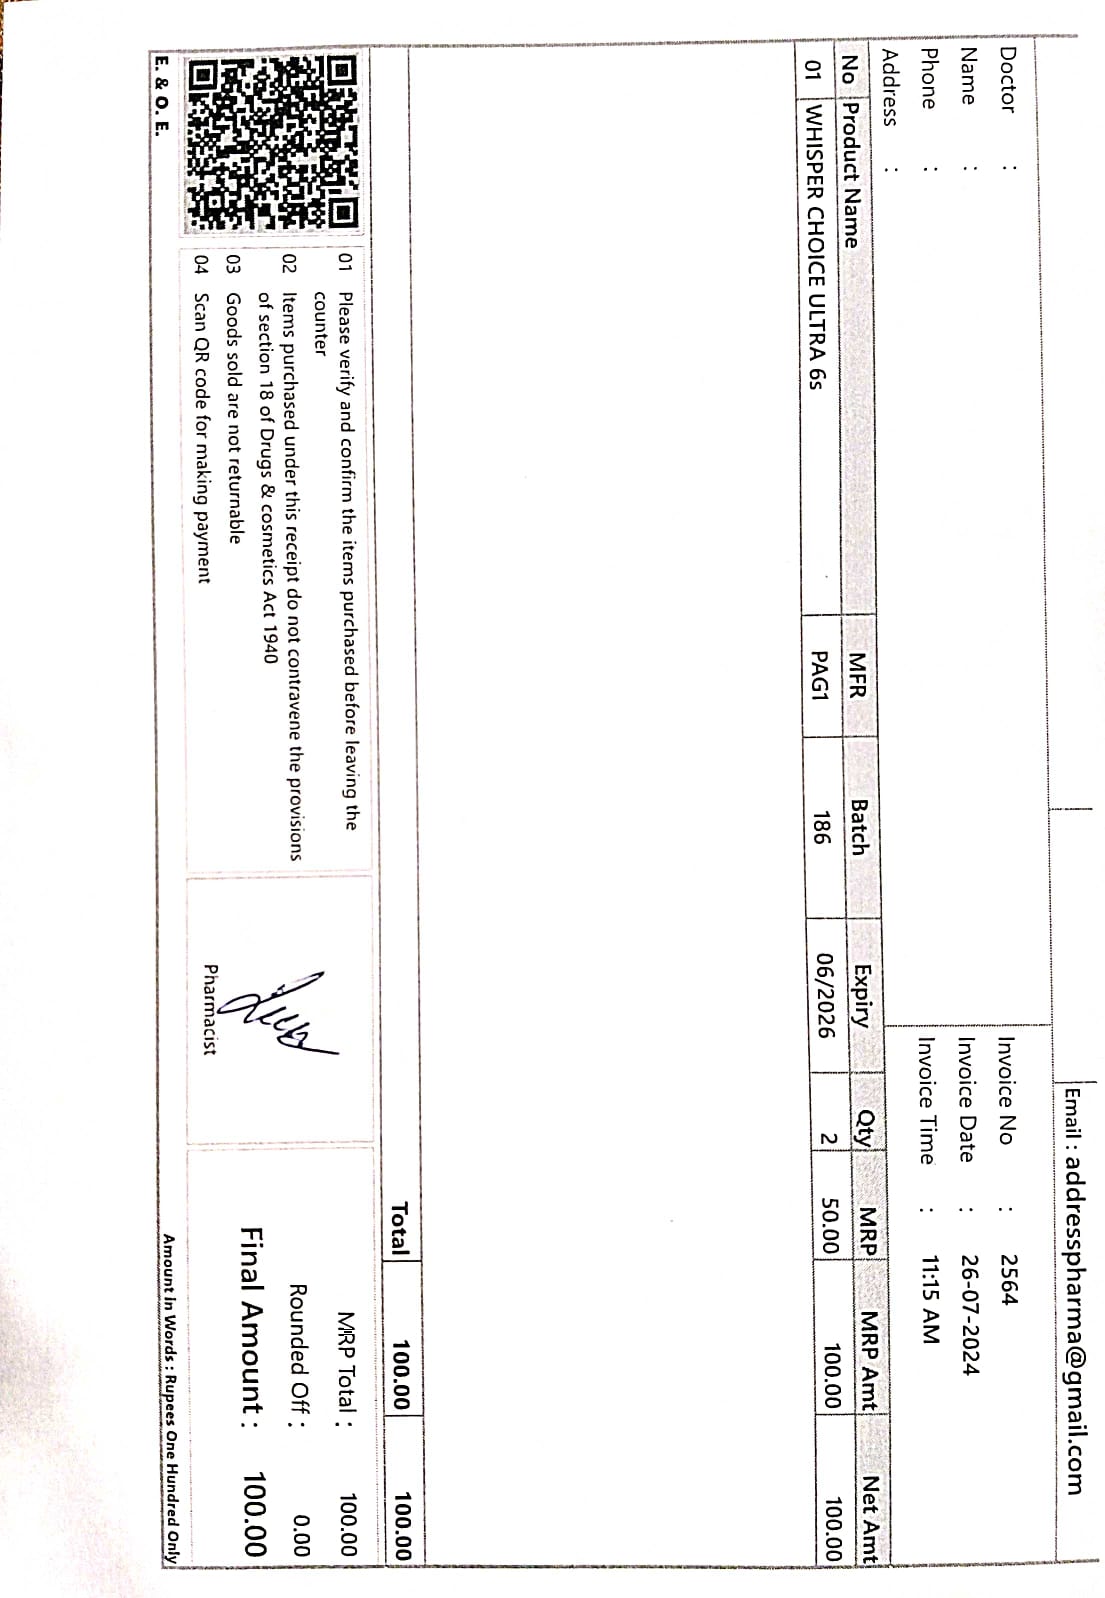 Email : addresspharma@gmail.com
Doctor :
Name :
Phone :
Address :
Invoice No : 2564
Invoice Date : 26-07-2024
Invoice Time : 11:15 AM
No Product Name MFR Batch Expiry Qty MRP MRP Amt Net Amt
01 WHISPER CHOICE ULTRA 6s PAG1 186 06/2026 2 50.00 100.00 100.00
Total 100.00 100.00
01 Please verify and confirm the items purchased before leaving the
counter
02 Items purchased under this receipt do not contravene the provisions
of section 18 of Drugs & cosmetics Act 1940
03 Goods sold are not returnable
04 Scan QR code for making payment
Pharmacist
MRP Total : 100.00
Rounded Off : 0.00
Final Amount : 100.00
E. & O. E.
Amount In Words : Rupees One Hundred Only